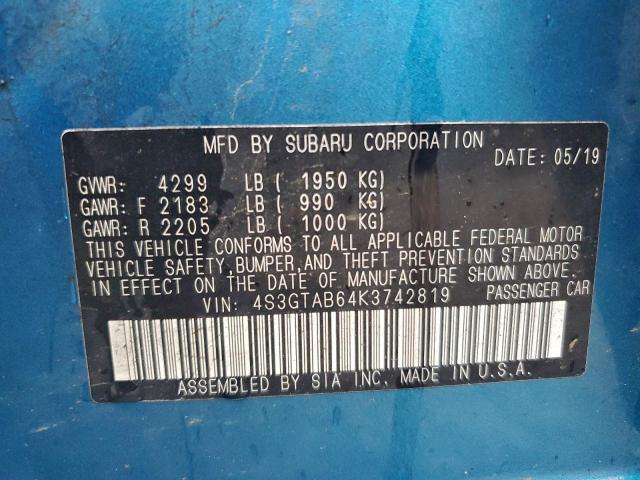 MFD BY SUBARU CORPORATION
DATE: 05/19
GVWR: 4299 LB ( 1950 KG)
GAWR: F 2183 LB ( 990 KG)
GAWR: R 2205 LB ( 1000 KG)
THIS VEHICLE CONFORMS TO ALL APPLICABLE FEDERAL MOTOR
VEHICLE SAFETY, BUMPER, AND THEFT PREVENTION STANDARDS
IN EFFECT ON THE DATE OF MANUFACTURE SHOWN ABOVE.
VIN: 4S3GTAB64K3742819 PASSENGER CAR
ASSEMBLED BY SIA INC. MADE IN U.S.A.